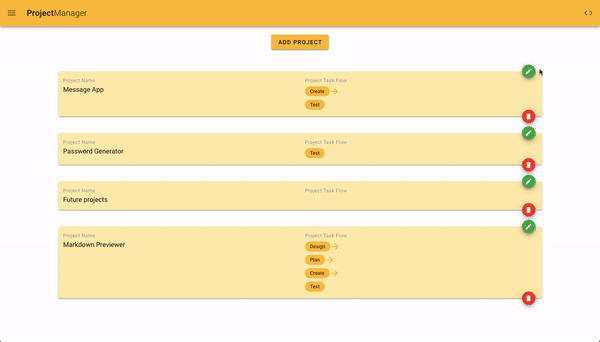 ProjectManager
ADD PROJECT
Project Name
Project Task Flow
Message App
Create
Test
Project Name
Project Task Flow
Password Generator
Test
Project Name
Project Task Flow
Future projects
Project Name
Project Task Flow
Markdown Previewer
Design
Plan
Create
Test